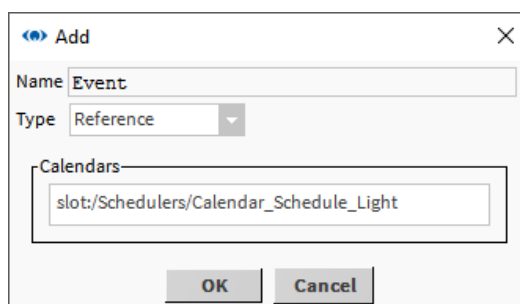 Add
Name Event
Type Reference
Calendars
slot:/Schedulers/Calendar_Schedule_Light
OK Cancel